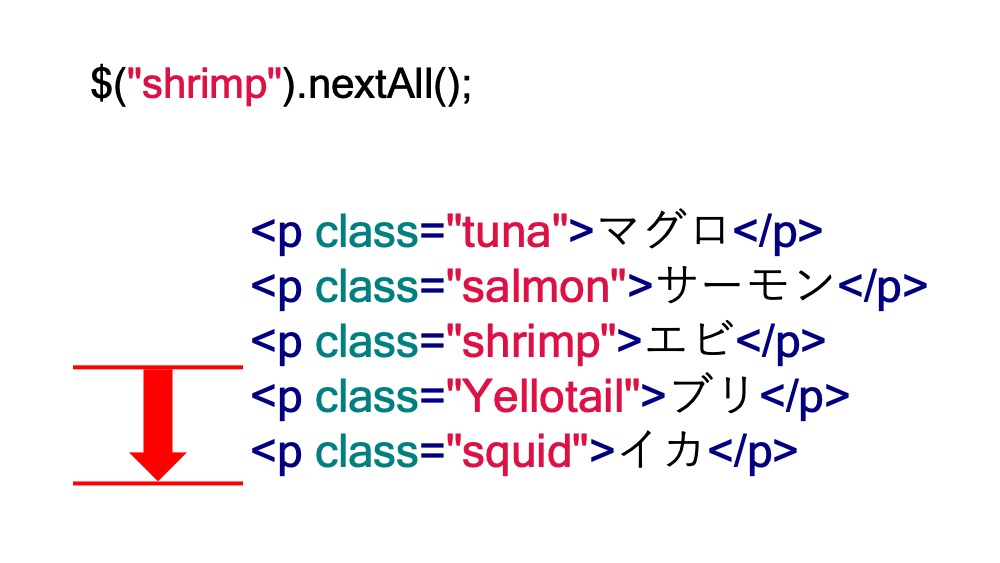 $("shrimp").nextAll();
<p class="tuna">マグロ</p>
<p class="salmon">サーモン</p>
<p class="shrimp">エビ</p>
<p class="Yellotail">ブリ</p>
<p class="squid">イカ</p>